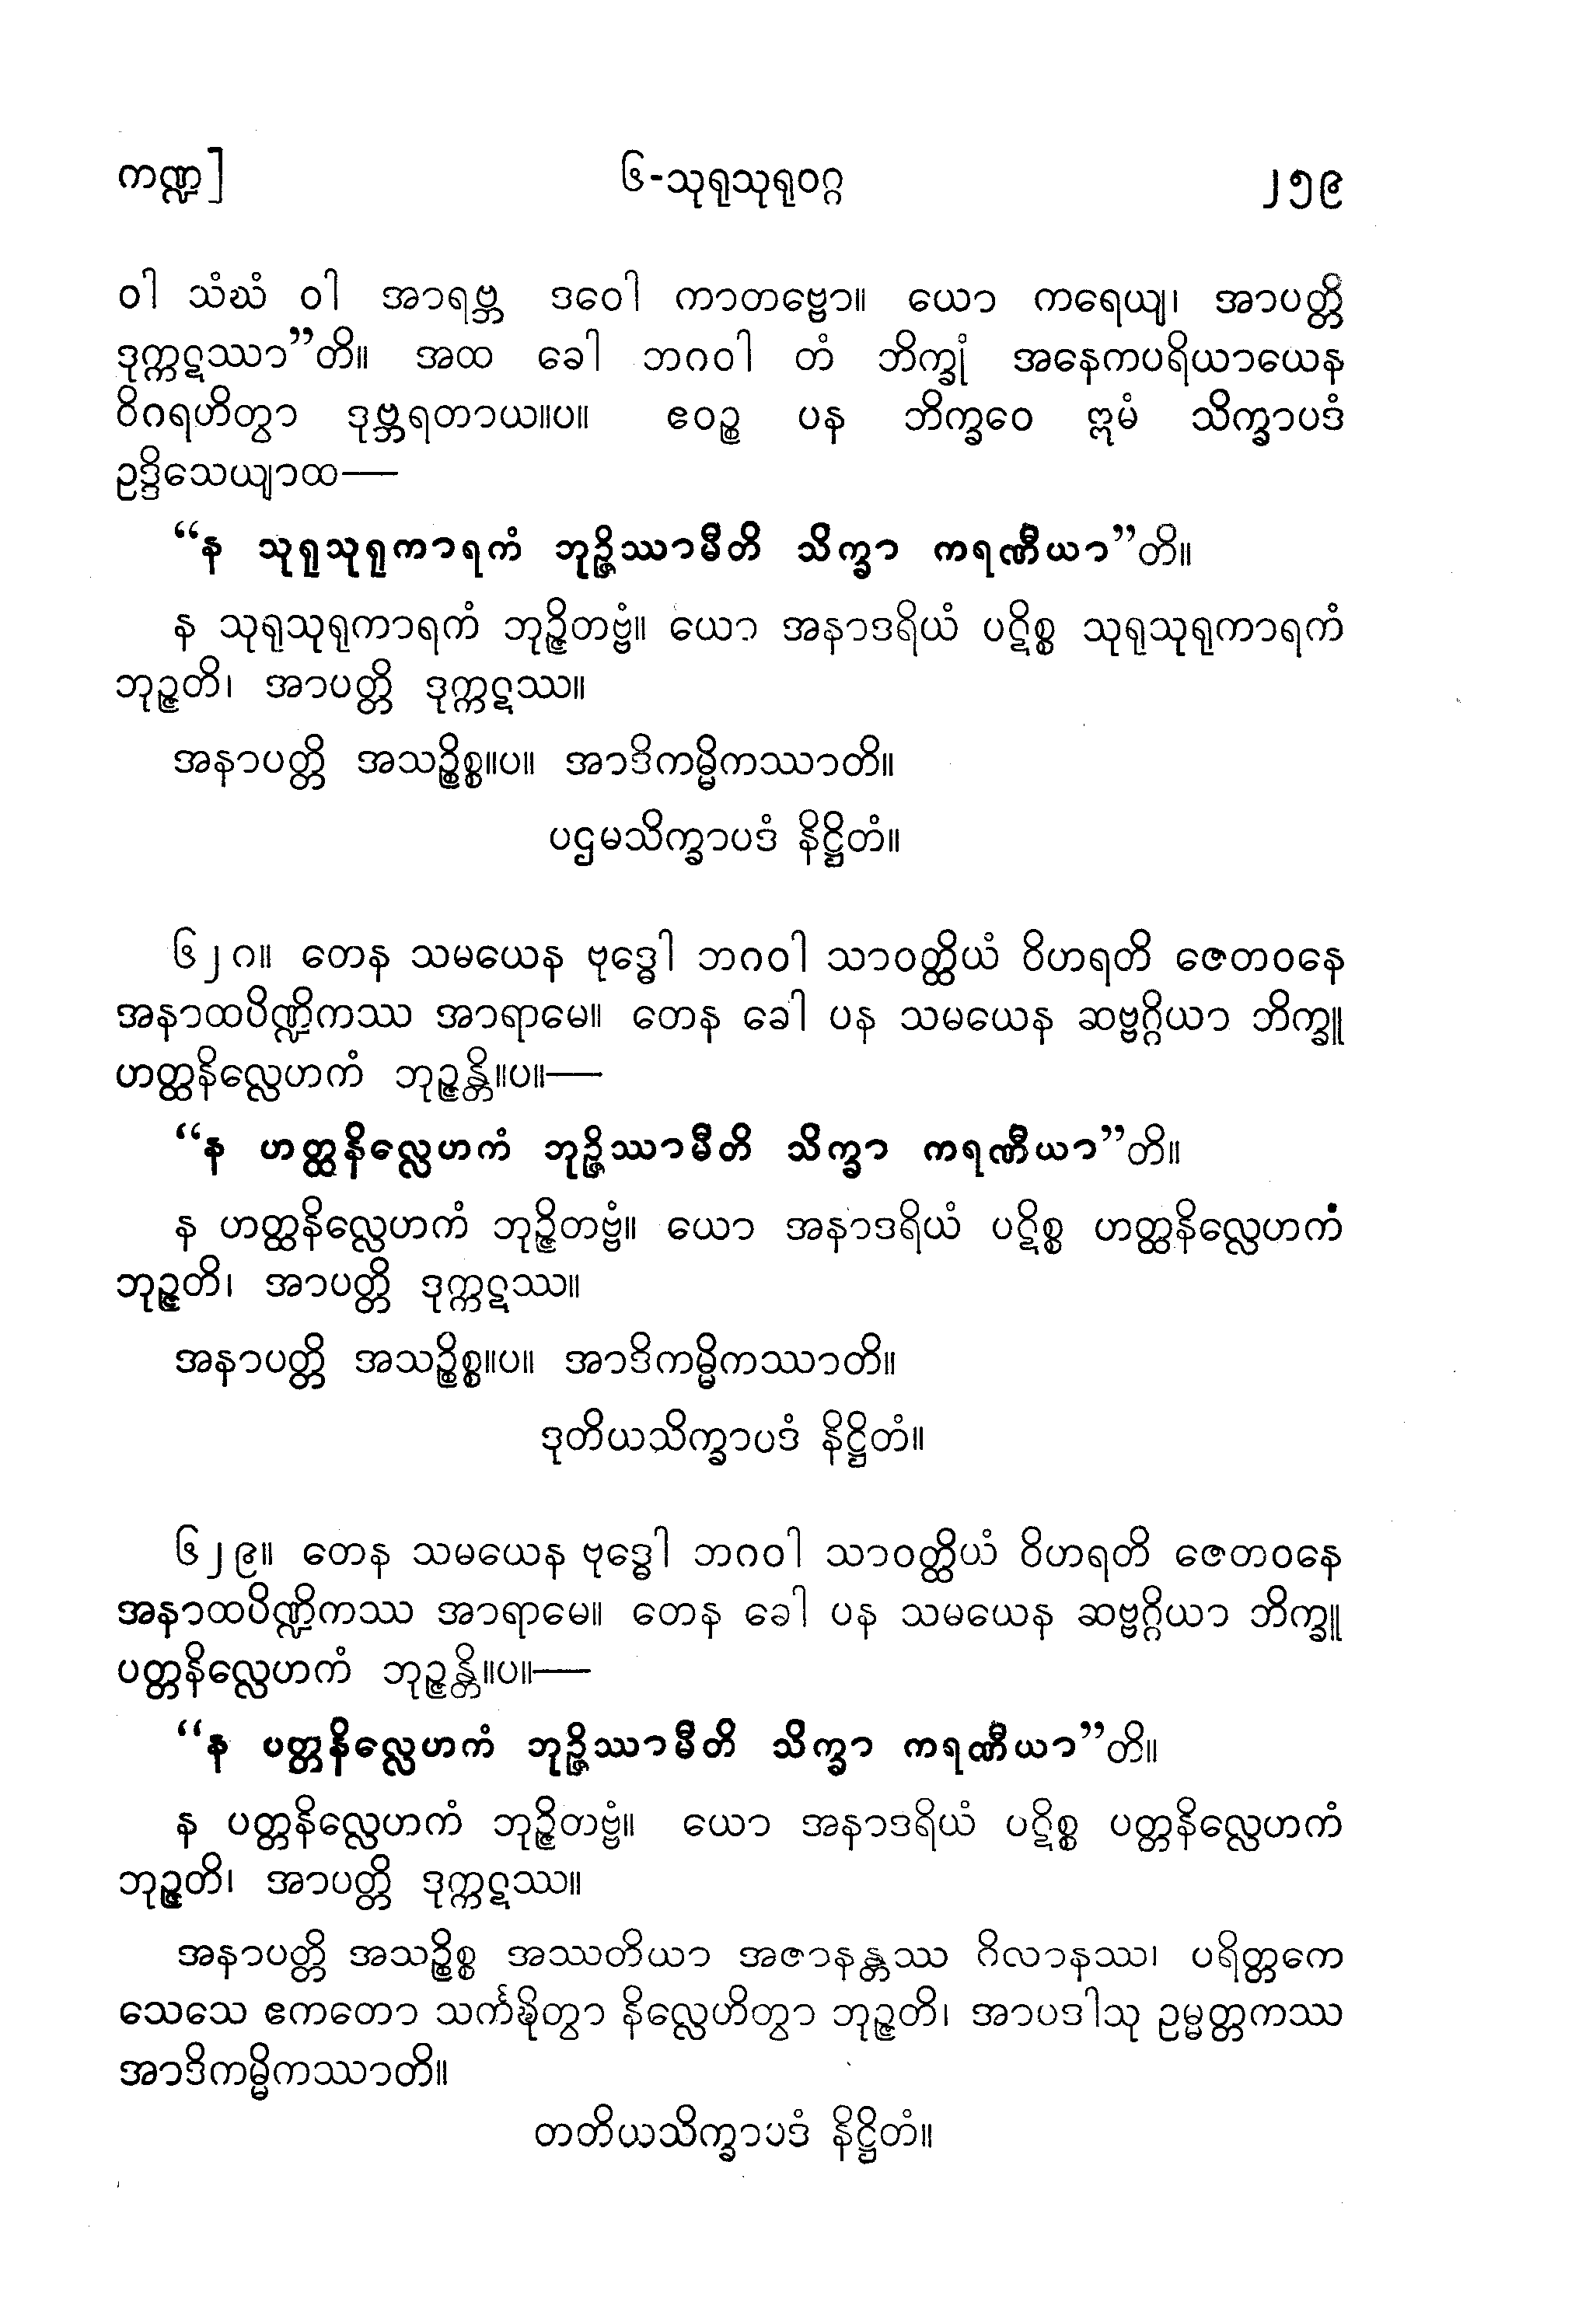 ကဏ္ဍ] ၆-သုရုသုရုဝဂ္ဂ ၂၅၉
ဝါ သံဃံ ဝါ အာရဗ္ဘ ဒဝေါ ကာတဗ္ဗော။ ယော ကရေယျ၊ အာပတ္တိ
ဒုက္ကဋဿာ”တိ။ အထ ခေါ ဘဂဝါ တံ ဘိက္ခုံ အနေကပရိယာယေန
ဝိဂရဟိတွာ ဒုဗ္ဘရတာယ။ပ။ ဧဝဉ္စ ပန ဘိက္ခဝေ ဣမံ သိက္ခာပဒံ
ဥဒ္ဒိသေယျာထ—
“န သုရုသုရုကာရကံ ဘုဉ္ဇိဿာမီတိ သိက္ခာ ကရဏီယာ”တိ။
န သုရုသုရုကာရကံ ဘုဉ္ဇိတဗ္ဗံ။ ယော အနာဒရိယံ ပဋိစ္စ သုရုသုရုကာရကံ
ဘုဉ္ဇတိ၊ အာပတ္တိ ဒုက္ကဋဿ။
အနာပတ္တိ အသဉ္စိစ္စ။ပ။ အာဒိကမ္မိကဿာတိ။
ပဌမသိက္ခာပဒံ နိဋ္ဌိတံ။
၆၂၈။ တေန သမယေန ဗုဒ္ဓေါ ဘဂဝါ သာဝတ္ထိယံ ဝိဟရတိ ဇေတဝနေ
အနာထပိဏ္ဍိကဿ အာရာမေ။ တေန ခေါ ပန သမယေန ဆဗ္ဗဂ္ဂိယာ ဘိက္ခူ
ဟတ္ထနိလ္လေဟကံ ဘုဉ္ဇန္တိ။ပ။—
“န ဟတ္ထနိလ္လေဟကံ ဘုဉ္ဇိဿာမီတိ သိက္ခာ ကရဏီယာ”တိ။
န ဟတ္ထနိလ္လေဟကံ ဘုဉ္ဇိတဗ္ဗံ။ ယော အနာဒရိယံ ပဋိစ္စ ဟတ္ထနိလ္လေဟကံ
ဘုဉ္ဇတိ၊ အာပတ္တိ ဒုက္ကဋဿ။
အနာပတ္တိ အသဉ္စိစ္စ။ပ။ အာဒိကမ္မိကဿာတိ။
ဒုတိယသိက္ခာပဒံ နိဋ္ဌိတံ။
၆၂၉။ တေန သမယေန ဗုဒ္ဓေါ ဘဂဝါ သာဝတ္ထိယံ ဝိဟရတိ ဇေတဝနေ
အနာထပိဏ္ဍိကဿ အာရာမေ။ တေန ခေါ ပန သမယေန ဆဗ္ဗဂ္ဂိယာ ဘိက္ခူ
ပတ္တနိလ္လေဟကံ ဘုဉ္ဇန္တိ။ပ။—
“န ပတ္တနိလ္လေဟကံ ဘုဉ္ဇိဿာမီတိ သိက္ခာ ကရဏီယာ”တိ။
န ပတ္တနိလ္လေဟကံ ဘုဉ္ဇိတဗ္ဗံ။ ယော အနာဒရိယံ ပဋိစ္စ ပတ္တနိလ္လေဟကံ
ဘုဉ္ဇတိ၊ အာပတ္တိ ဒုက္ကဋဿ။
အနာပတ္တိ အသဉ္စိစ္စ အဿတိယာ အဇာနန္တဿ ဂိလာနဿ၊ ပရိတ္တကေ
သေသေ ဧကတော သင်္ကဍ္ဎိတွာ နိလ္လေဟိတွာ ဘုဉ္ဇတိ၊ အာပဒါသု ဥမ္မတ္တကဿ
အာဒိကမ္မိကဿာတိ။
တတိယသိက္ခာပဒံ နိဋ္ဌိတံ။